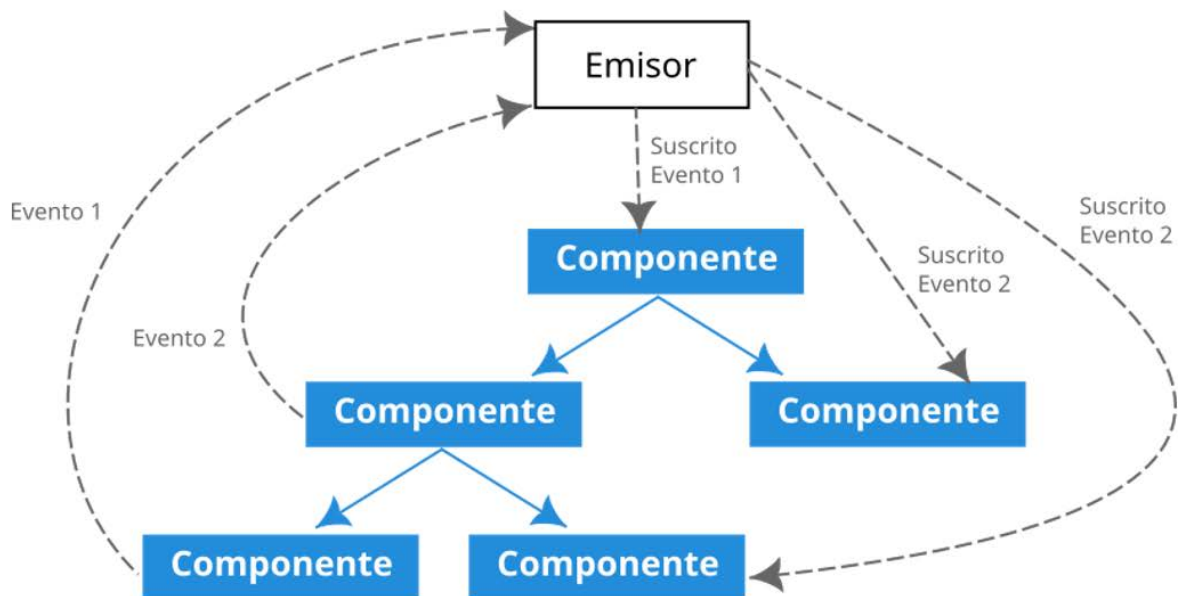 Emisor
Suscrito
Evento 1
Evento 1
Suscrito
Evento 2
Componente
Suscrito
Evento 2
Evento 2
Componente
Componente
Componente
Componente